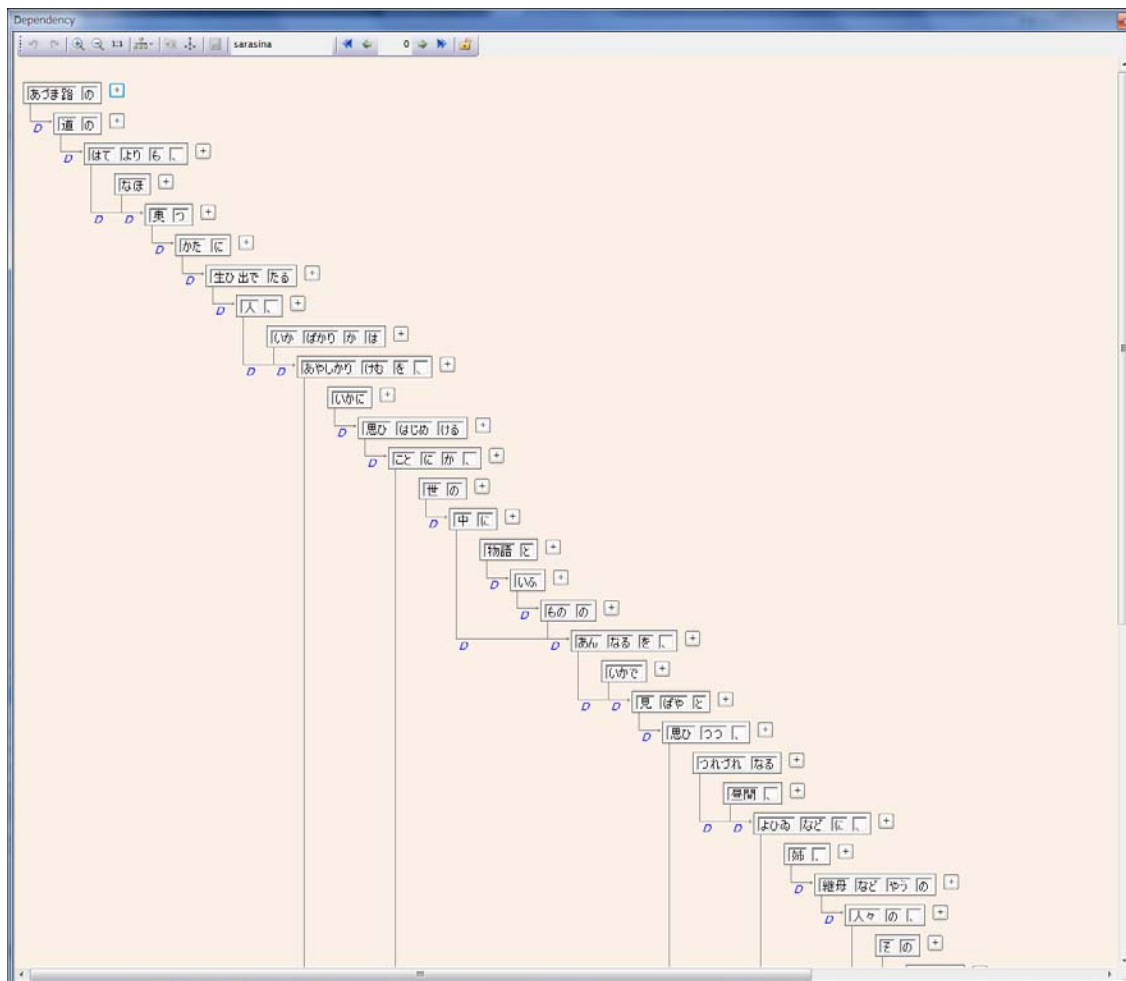 Dependency
1:1 sarasina 0
あづま路 の +
D 道 の +
D はて より も 、 +
なほ +
D D 東 つ +
D かた に +
D 生ひ出で たる +
D 人 、 +
いか ばかり か は +
D D あやしかり けむ を 、 +
いかに +
D 思ひ はじめ ける +
D こと に か 、 +
世 の +
D 中 に +
物語 と +
D いふ +
D もの の +
D D あん なる を 、 +
いかで +
D D 見 ばや と +
D 思ひ つつ 、 +
つれづれ なる +
昼間 、 +
D D よひゐ など に 、 +
姉 、 +
D 継母 など やう の +
D 人々 の 、 +
そ の +